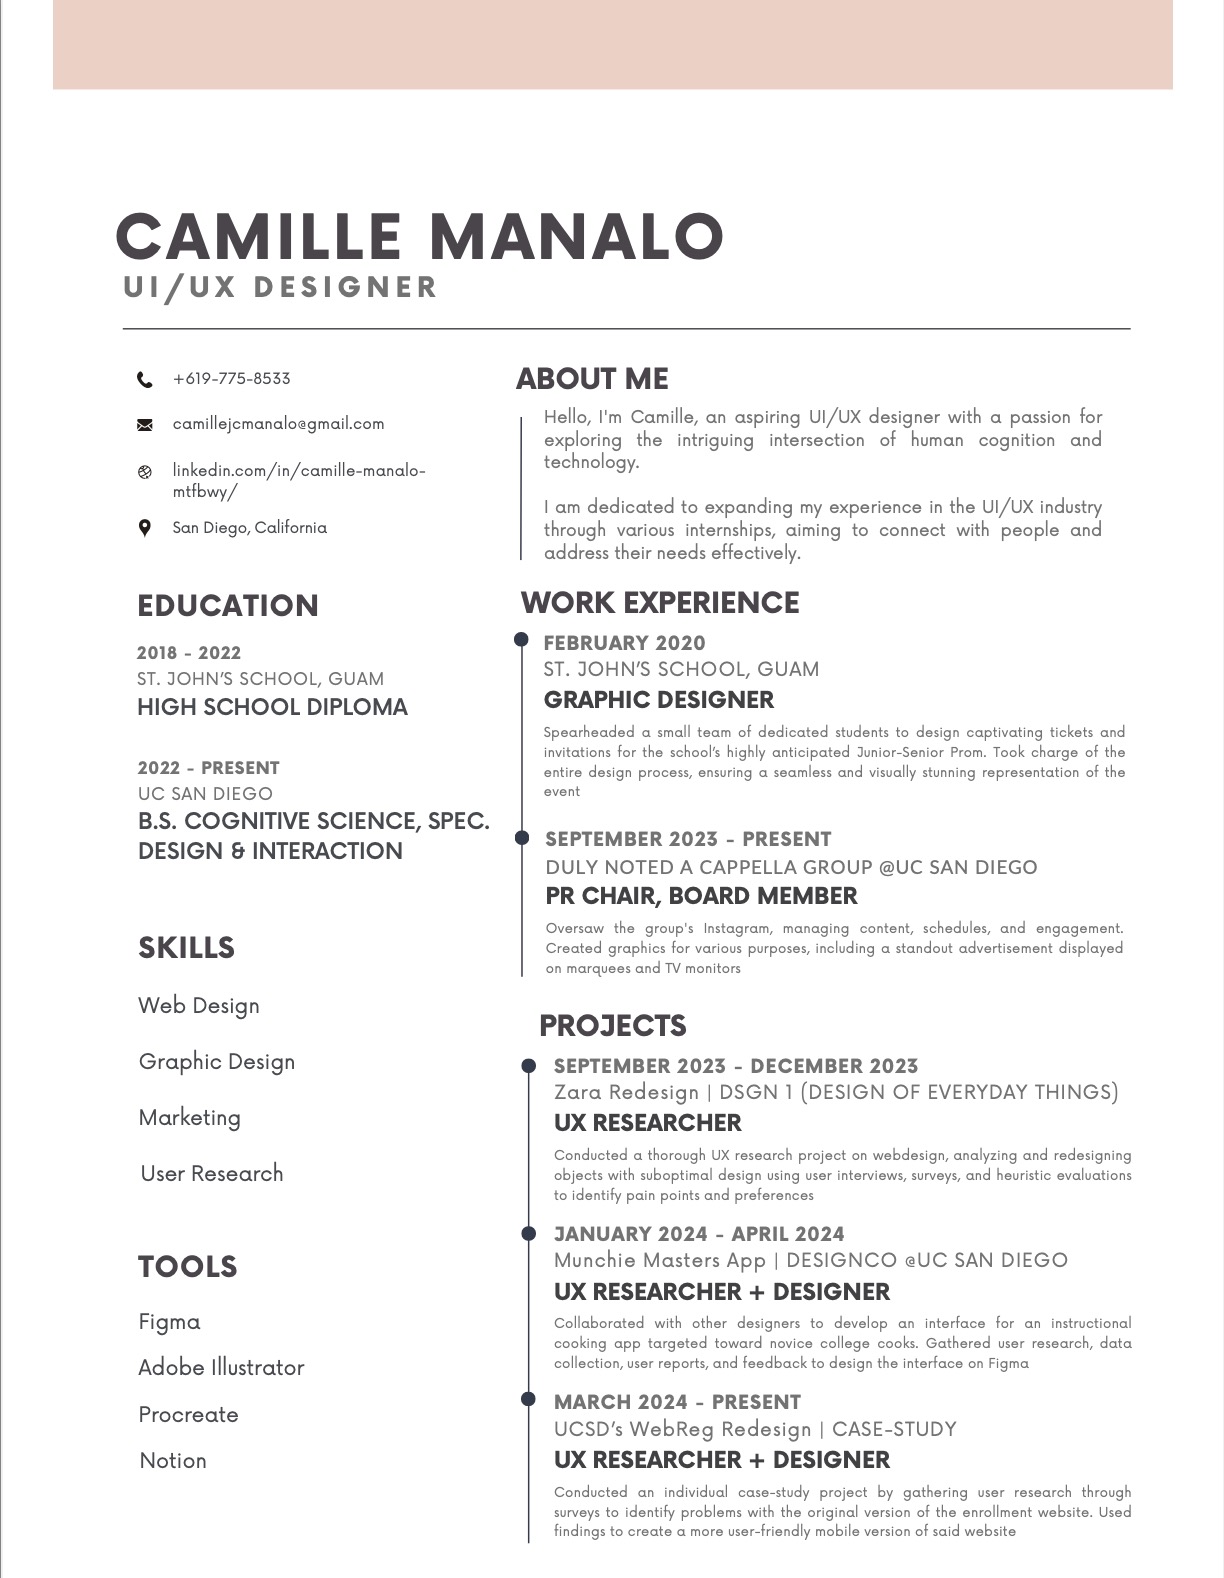 CAMILLE MANALO
UI/UX DESIGNER
+619-775-8533
camillejcmanalo@gmail.com
linkedin.com/in/camille-manalo-
mtfbwy/
San Diego, California
EDUCATION
2018 - 2022
ST. JOHN'S SCHOOL, GUAM
HIGH SCHOOL DIPLOMA
2022 - PRESENT
UC SAN DIEGO
B.S. COGNITIVE SCIENCE, SPEC.
DESIGN & INTERACTION
SKILLS
Web Design
Graphic Design
Marketing
User Research
TOOLS
Figma
Adobe Illustrator
Procreate
Notion
ABOUT ME
Hello, I'm Camille, an aspiring UI/UX designer with a passion for
exploring the intriguing intersection of human cognition and
technology.
I am dedicated to expanding my experience in the UI/UX industry
through various internships, aiming to connect with people and
address their needs effectively.
WORK EXPERIENCE
FEBRUARY 2020
ST. JOHN'S SCHOOL, GUAM
GRAPHIC DESIGNER
Spearheaded a small team of dedicated students to design captivating tickets and
invitations for the school's highly anticipated Junior-Senior Prom. Took charge of the
entire design process, ensuring a seamless and visually stunning representation of the
event
SEPTEMBER 2023 - PRESENT
DULY NOTED A CAPPELLA GROUP @UC SAN DIEGO
PR CHAIR, BOARD MEMBER
Oversaw the group's Instagram, managing content, schedules, and engagement.
Created graphics for various purposes, including a standout advertisement displayed
on marquees and TV monitors
PROJECTS
SEPTEMBER 2023 - DECEMBER 2023
Zara Redesign | DSGN 1 (DESIGN OF EVERYDAY THINGS)
UX RESEARCHER
Conducted a thorough UX research project on webdesign, analyzing and redesigning
objects with suboptimal design using user interviews, surveys, and heuristic evaluations
to identify pain points and preferences
JANUARY 2024 - APRIL 2024
Munchie Masters App | DESIGNCO @UC SAN DIEGO
UX RESEARCHER + DESIGNER
Collaborated with other designers to develop an interface for an instructional
cooking app targeted toward novice college cooks. Gathered user research, data
collection, user reports, and feedback to design the interface on Figma
MARCH 2024 - PRESENT
UCSD's WebReg Redesign | CASE-STUDY
UX RESEARCHER + DESIGNER
Conducted an individual case-study project by gathering user research through
surveys to identify problems with the original version of the enrollment website. Used
findings to create a more user-friendly mobile version of said website